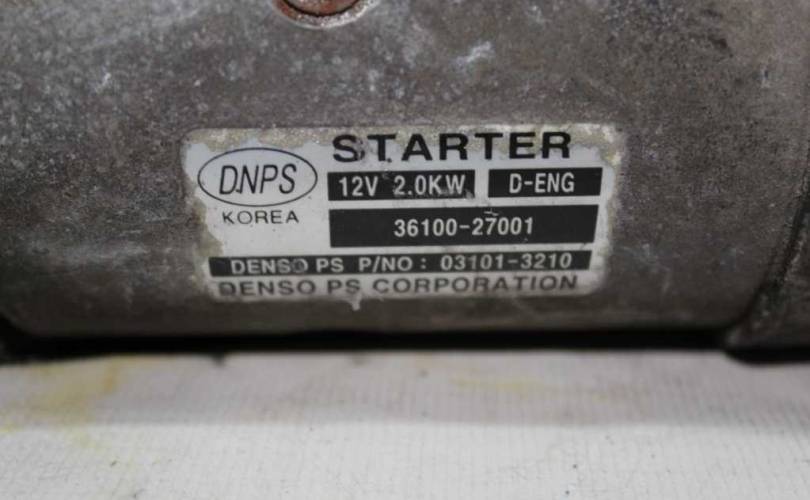 STARTER
DNPS
12V 2.0KW D-ENG
KOREA
36100-27001
DENSO PS P/NO : 03101-3210
DENSO PS CORPORATION